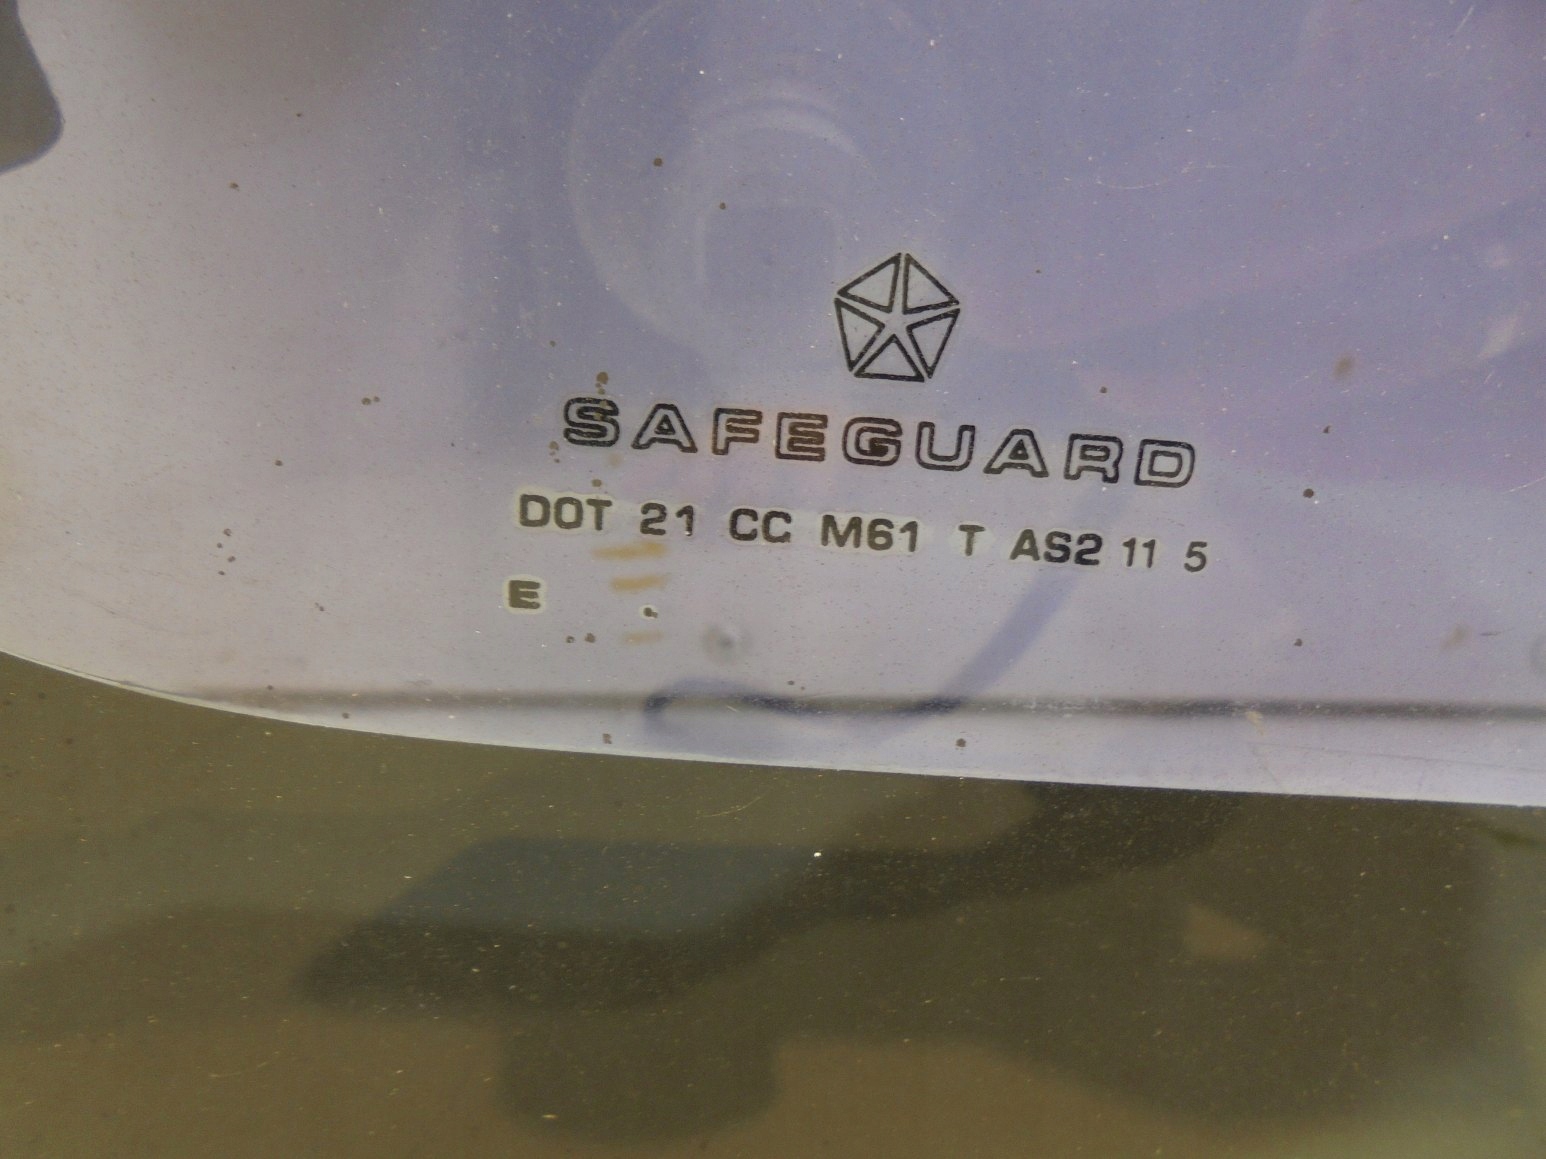 SAFEGUARD
DOT 21 CC M61 T AS2 11 5
E